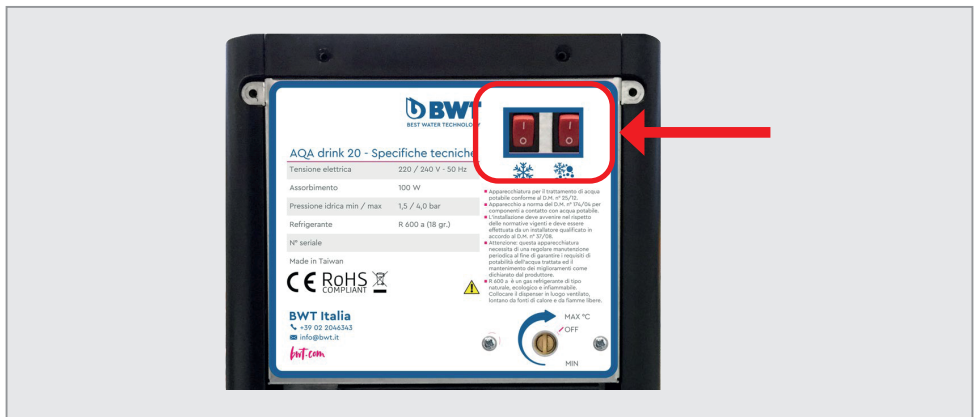 BWT
BEST WATER TECHNOLOGY
AQA drink 20 - Specifiche tecniche
Tensione elettrica 220 / 240 V - 50 Hz
Assorbimento 100 W
Pressione idrica min / max 1,5 / 4,0 bar
Refrigerante R 600 a (18 gr.)
N° seriale
Made in Taiwan
CE RoHS
COMPLIANT
BWT Italia
+39 02 2046343
info@bwt.it
bwt.com
Apparecchiatura per il trattamento di acqua
potabile conforme al D.M. n° 25/12.
Apparecchio a norma del D.M. n° 174/04 per
componenti a contatto con acqua potabile.
L'installazione deve avvenire nel rispetto
delle normative vigenti e deve essere
effettuata da un installatore qualificato in
accordo al D.M. n° 37/08.
Attenzione: questa apparecchiatura
necessita di una regolare manutenzione
periodica al fine di garantire i requisiti di
potabilità dell'acqua trattata ed il
mantenimento dei miglioramenti come
dichiarato dal produttore.
R 600 a è un gas refrigerante di tipo
naturale, ecologico e infiammabile.
Collocare il dispenser in luogo ventilato,
lontano da fonti di calore e da fiamme libere.
MAX °C
OFF
MIN